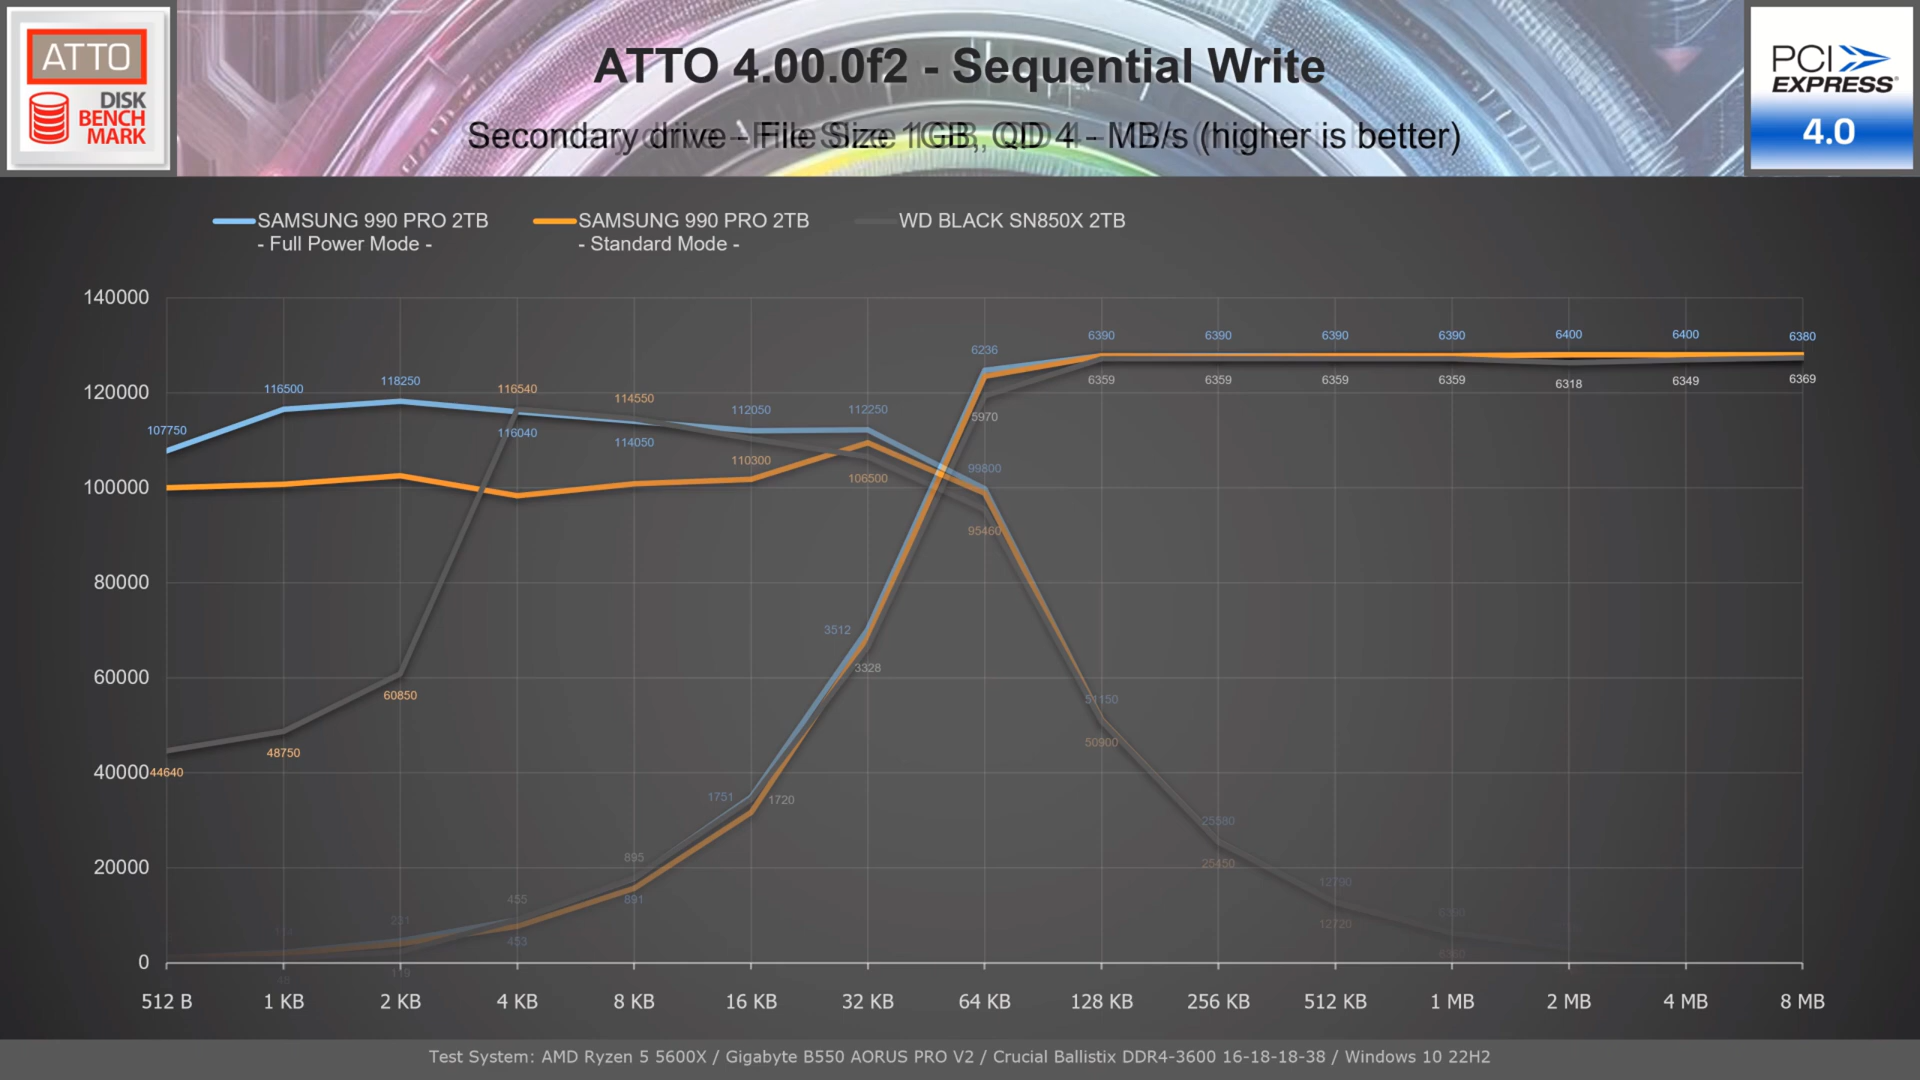 ATTO
DISK
BENCH
MARK
ATTO 4.00.0f2 - Sequential Write
Secondary drive - File Size 1GB, QD 4 - MB/s (higher is better)
PCI
EXPRESS®
4.0
SAMSUNG 990 PRO 2TB
- Full Power Mode -
SAMSUNG 990 PRO 2TB
- Standard Mode -
WD BLACK SN850X 2TB
140000
120000
100000
80000
60000
40000
20000
0
107750
116500
118250
116540
116040
114550
114050
112050
110300
112250
106500
99800
95460
51150
50900
25580
25450
12790
12720
44640
48750
60850
231
119
455
453
895
891
1751
1720
3512
3328
6236
5970
6390
6390
6390
6390
6400
6400
6380
6359
6359
6359
6359
6318
6349
6369
512 B
1 KB
2 KB
4 KB
8 KB
16 KB
32 KB
64 KB
128 KB
256 KB
512 KB
1 MB
2 MB
4 MB
8 MB
Test System: AMD Ryzen 5 5600X / Gigabyte B550 AORUS PRO V2 / Crucial Ballistix DDR4-3600 16-18-18-38 / Windows 10 22H2